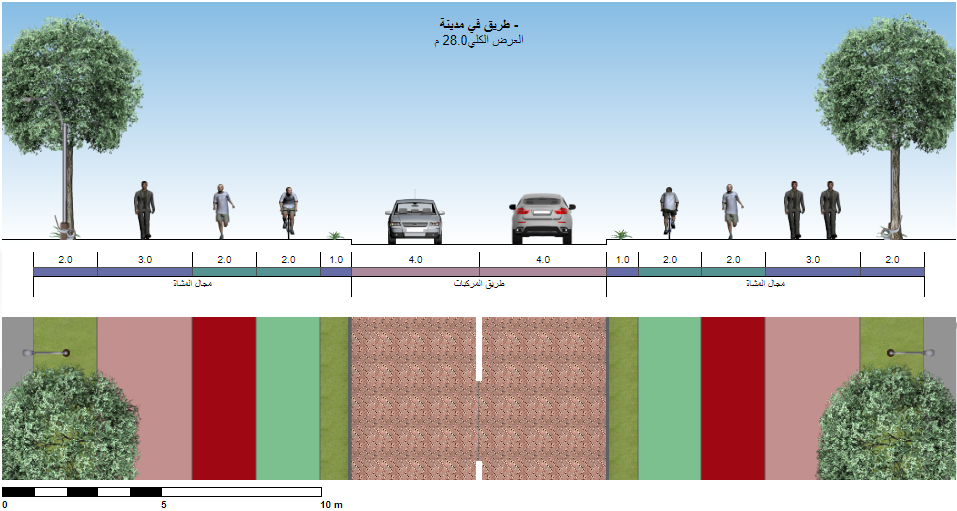 - طريق في مدينة
العرض الكلي28.0 م
2.0 3.0 2.0 2.0 1.0 4.0 4.0 1.0 2.0 2.0 3.0 2.0
مجال المشاة طريق المركبات مجال المشاة
0 5 10 m